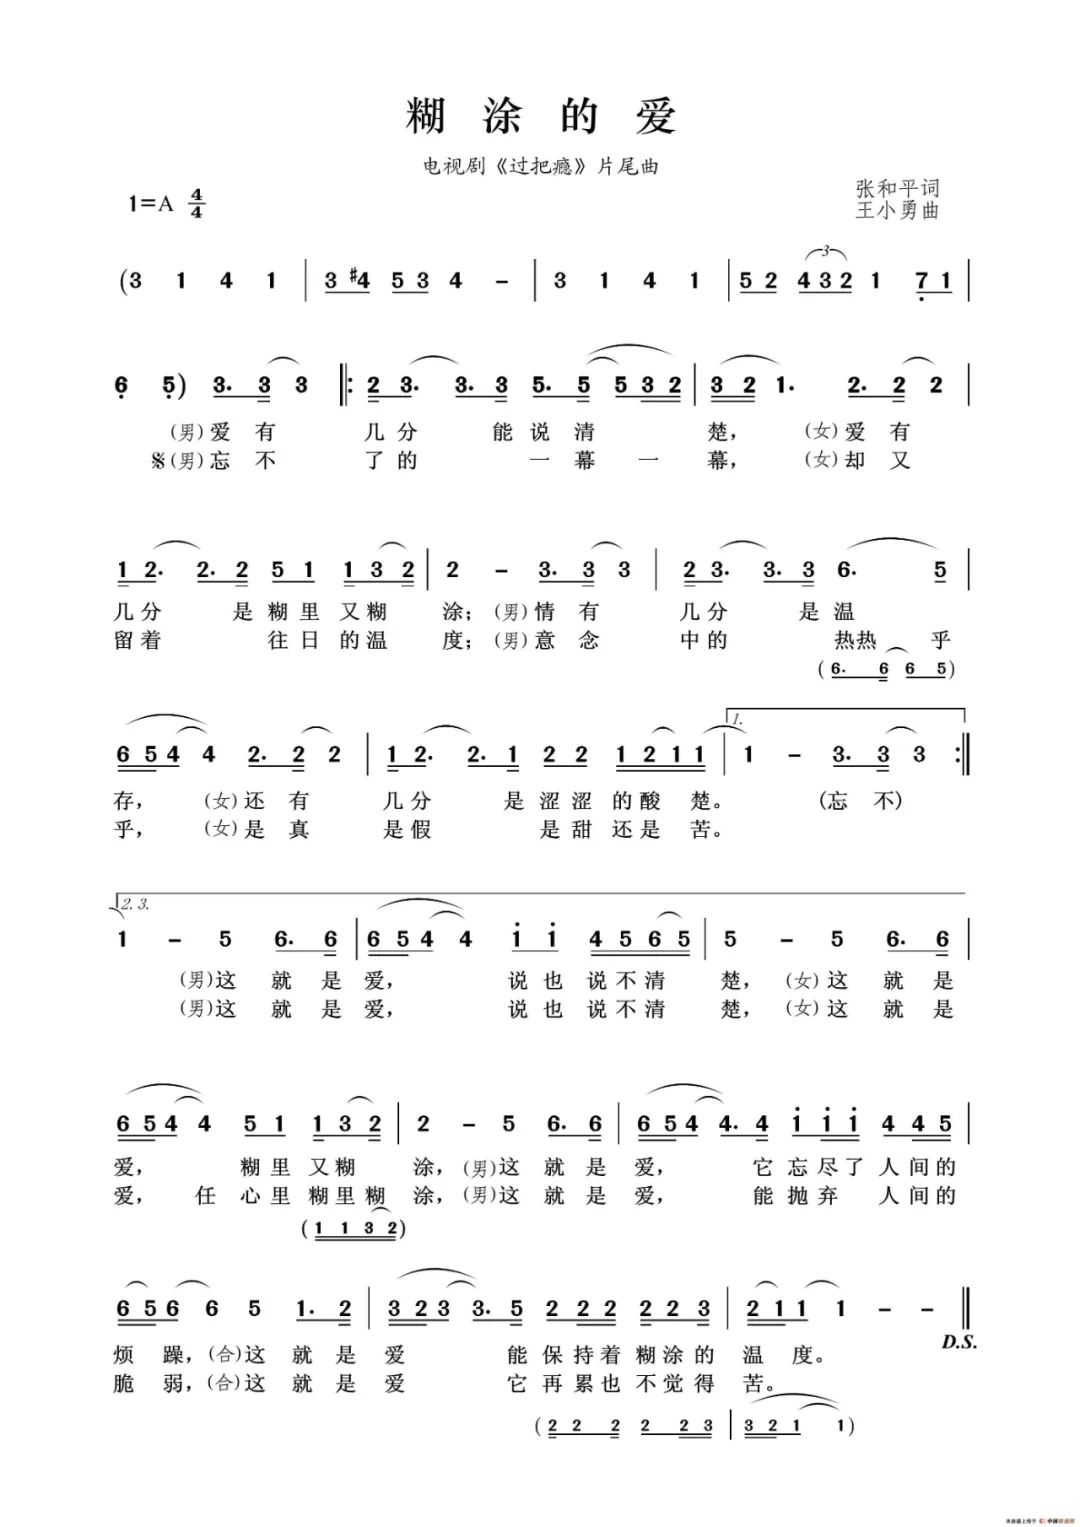 糊涂的爱
电视剧《过把瘾》片尾曲
张和平词
1=A 4/4
王小勇曲
(3 1 4 1 | 3 #4 5 3 4 - | 3 1 4 1 | 5 2 4 3 2 1 7 1 |
3
6 5) 3. 3 3 |: 2 3. 3. 3 5. 5 5 3 2 | 3 2 1. 2. 2 2 |
(男)爱有 几分 能说清 楚, (女)爱有
𝄋(男)忘不 了的 一幕一 幕, (女)却又
1 2. 2. 2 5 1 1 3 2 | 2 - 3. 3 3 | 2 3. 3. 3 6. 5 |
几分 是糊里又糊 涂; (男)情有 几分 是温
留着 往日的温 度; (男)意念 中的 热热 乎
(6. 6 6 5)
6 5 4 4 2. 2 2 | 1 2. 2. 1 2 2 1 2 1 1 | 1 - 3. 3 3 :|
1.
存, (女)还有 几分 是涩涩的酸楚。 (忘不)
乎, (女)是真 是假 是甜还是苦。
2. 3.
1 - 5 6. 6 | 6 5 4 4 1 1 4 5 6 5 | 5 - 5 6. 6 |
(男)这就是 爱, 说也说不清 楚, (女)这就是
(男)这就是 爱, 说也说不清 楚, (女)这就是
6 5 4 4 5 1 1 3 2 | 2 - 5 6. 6 | 6 5 4 4. 4 1 1 1 4 4 5 |
爱, 糊里又糊 涂, (男)这就是 爱, 它忘尽了人间的
爱, 任心里糊里糊 涂, (男)这就是 爱, 能抛弃 人间的
(1 1 3 2)
6 5 6 6 5 1. 2 | 3 2 3 3. 5 2 2 2 2 2 3 | 2 1 1 1 - - ‖
D.S.
烦躁, (合)这就是 爱 能保持着糊涂的 温度。
脆弱, (合)这就是 爱 它再累也不觉得 苦。
(2 2 2 2 2 3 | 3 2 1 1)
本曲谱上传于 中国曲谱网